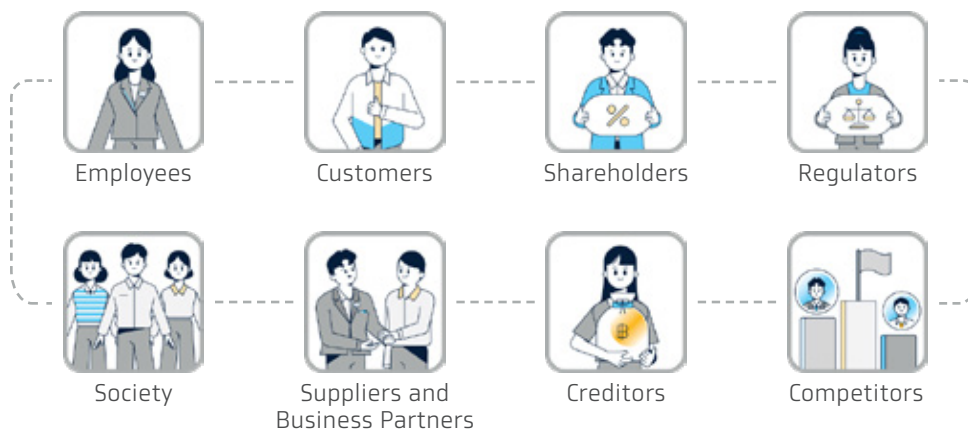 Employees
Customers
Shareholders
Regulators
%
Society
Suppliers and
Business Partners
Creditors
Competitors